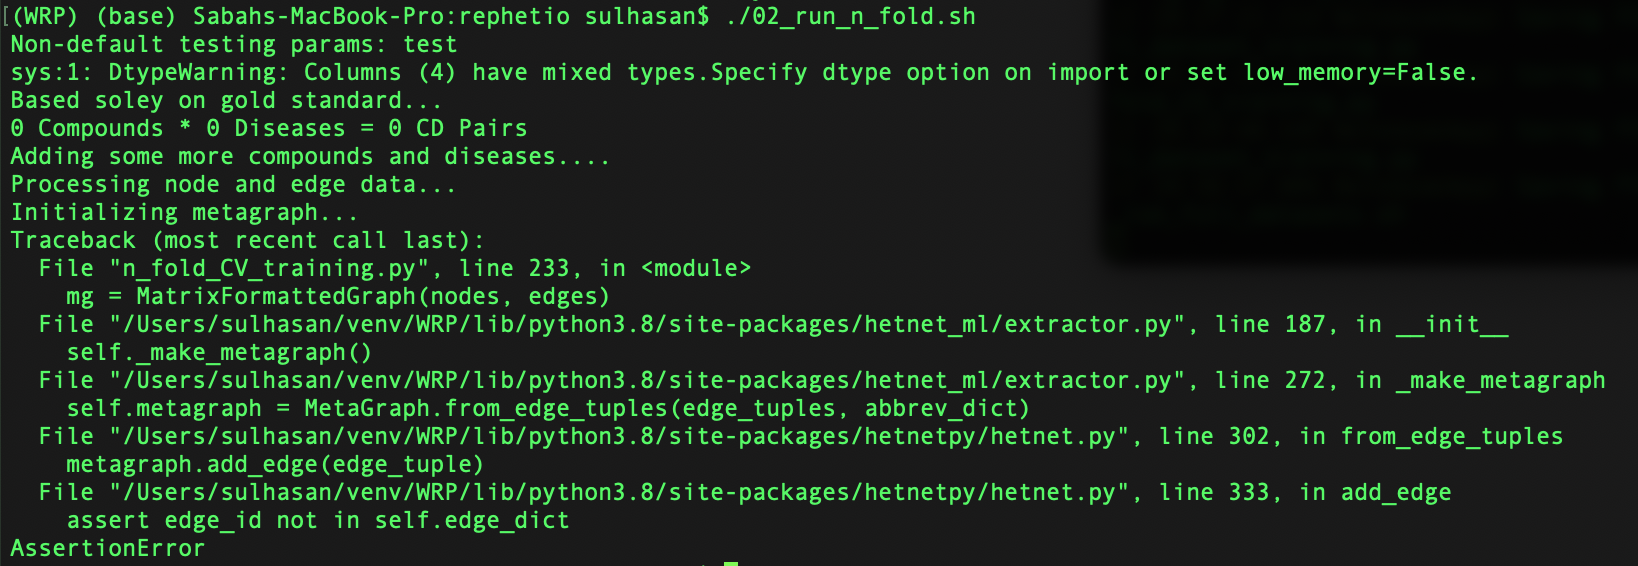 [(WRP) (base) Sabahs-MacBook-Pro:rephetio sulhasan$ ./02_run_n_fold.sh
Non-default testing params: test
sys:1: DtypeWarning: Columns (4) have mixed types.Specify dtype option on import or set low_memory=False.
Based soley on gold standard...
0 Compounds * 0 Diseases = 0 CD Pairs
Adding some more compounds and diseases....
Processing node and edge data...
Initializing metagraph...
Traceback (most recent call last):
  File "n_fold_CV_training.py", line 233, in <module>
    mg = MatrixFormattedGraph(nodes, edges)
  File "/Users/sulhasan/venv/WRP/lib/python3.8/site-packages/hetnet_ml/extractor.py", line 187, in __init__
    self._make_metagraph()
  File "/Users/sulhasan/venv/WRP/lib/python3.8/site-packages/hetnet_ml/extractor.py", line 272, in _make_metagraph
    self.metagraph = MetaGraph.from_edge_tuples(edge_tuples, abbrev_dict)
  File "/Users/sulhasan/venv/WRP/lib/python3.8/site-packages/hetnetpy/hetnet.py", line 302, in from_edge_tuples
    metagraph.add_edge(edge_tuple)
  File "/Users/sulhasan/venv/WRP/lib/python3.8/site-packages/hetnetpy/hetnet.py", line 333, in add_edge
    assert edge_id not in self.edge_dict
AssertionError